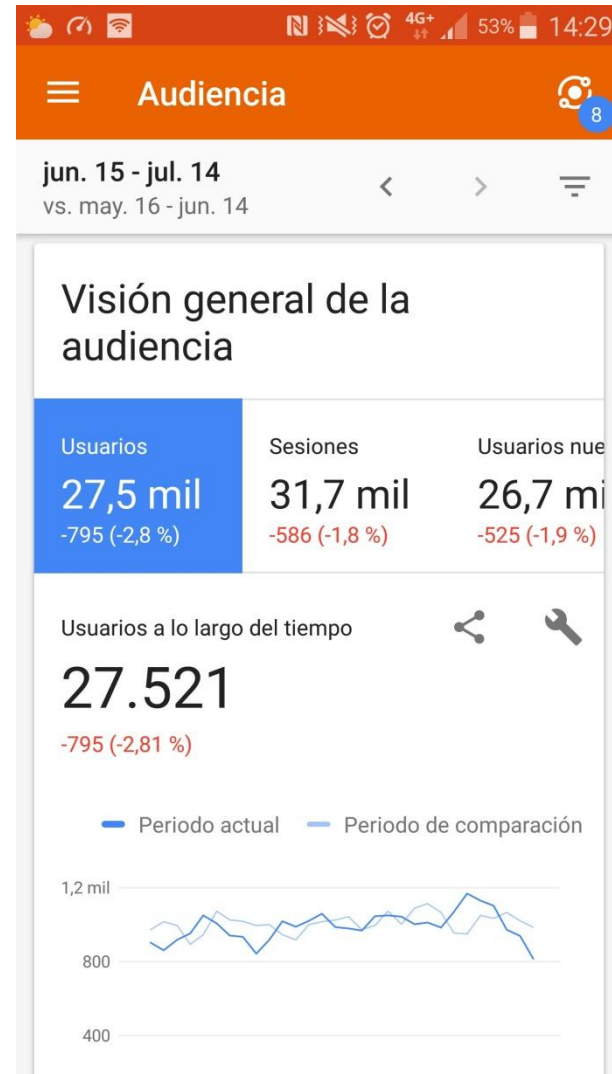 4G+ 53% 14:29
Audiencia
8
jun. 15 - jul. 14
vs. may. 16 - jun. 14
Visión general de la
audiencia
Usuarios Sesiones Usuarios nue
27,5 mil 31,7 mil 26,7 mi
-795 (-2,8 %) -586 (-1,8 %) -525 (-1,9 %)
Usuarios a lo largo del tiempo
27.521
-795 (-2,81 %)
Periodo actual Periodo de comparación
1,2 mil
800
400